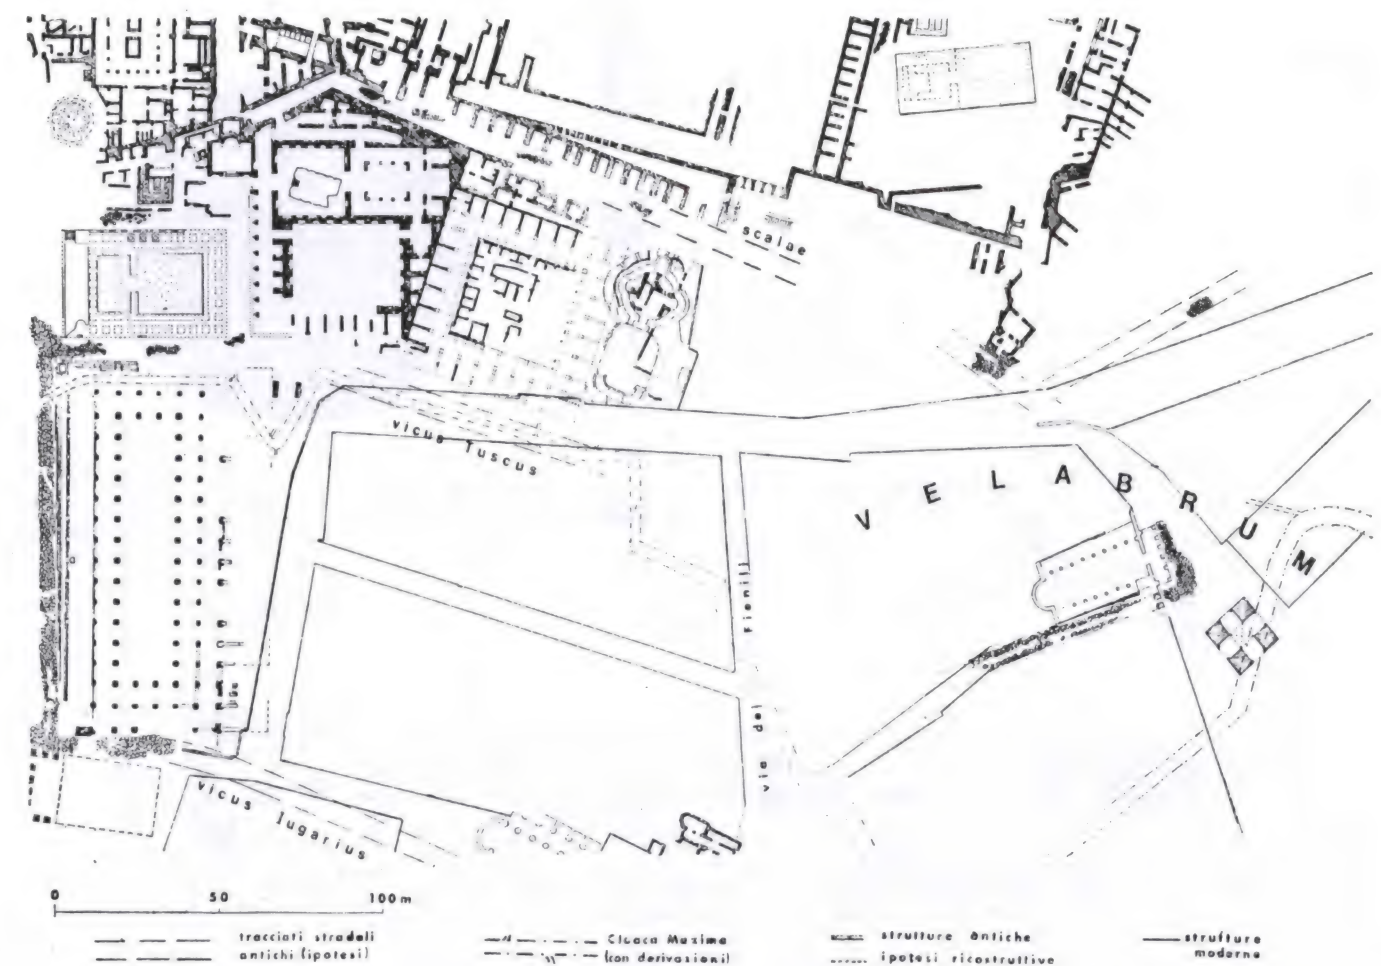 scalae
vicus Tuscus
VELABRUM
via dei Fienili
vicus Iugarius
0 50 100 m
tracciati stradali
antichi (ipotesi)
Cloaca Maxima
(con derivazioni)
strutture antiche
ipotesi ricostruttive
strutture
moderne